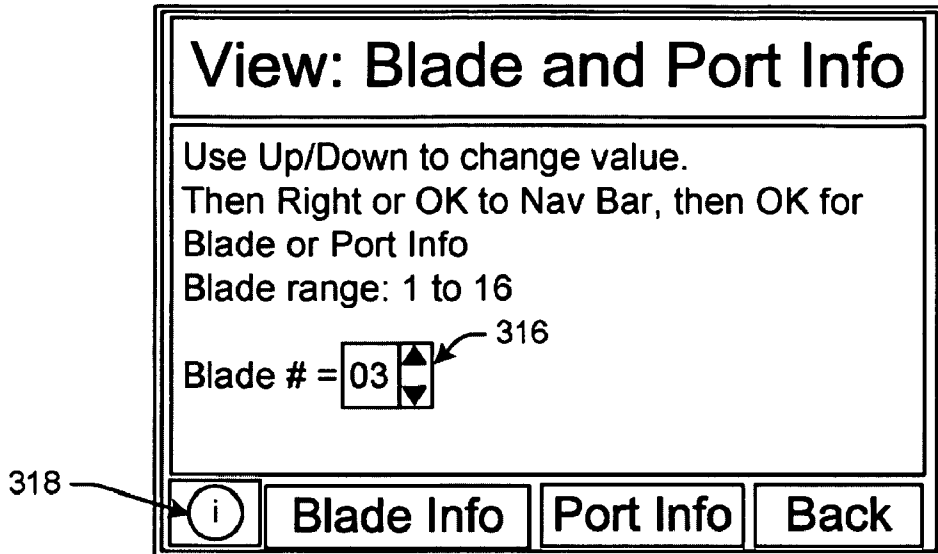 View: Blade and Port Info
Use Up/Down to change value.
Then Right or OK to Nav Bar, then OK for
Blade or Port Info
Blade range: 1 to 16
316
Blade # = 03
318
i Blade Info Port Info Back